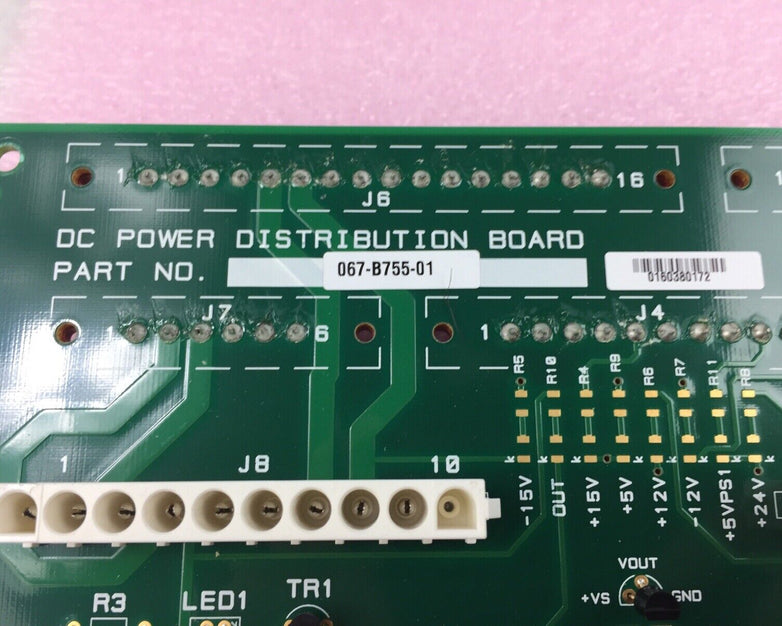 1 16 1
J6
DC POWER DISTRIBUTION BOARD
PART NO. 067-B755-01
0160380172
J7 J4
6 1
R5 R10 R4 R9 R6 R7 R11 R8
1 J8 10
k k k k k k
-15V OUT +15V +5V +12V -12V +5VPS1 +24V
VOUT
+VS GND
R3 LED1 TR1